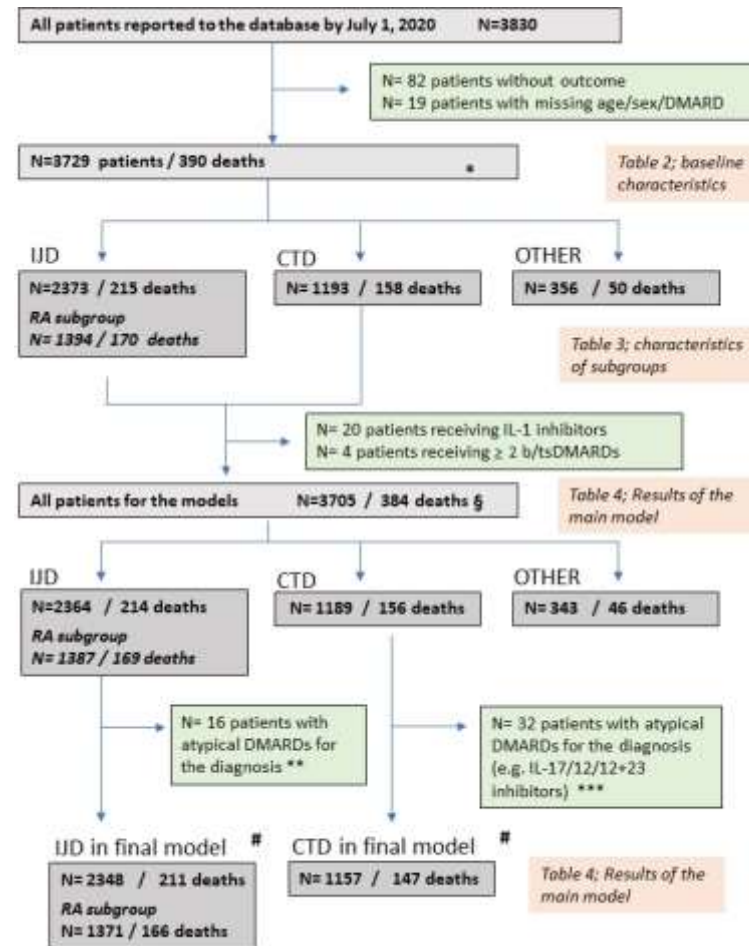 All patients reported to the database by July 1, 2020 N=3830
N= 82 patients without outcome
N= 19 patients with missing age/sex/DMARD
N=3729 patients / 390 deaths *
Table 2; baseline
characteristics
IJD
CTD
OTHER
N=2373 / 215 deaths
RA subgroup
N= 1394 / 170 deaths
N= 1193 / 158 deaths
N= 356 / 50 deaths
Table 3; characteristics
of subgroups
N= 20 patients receiving IL-1 inhibitors
N= 4 patients receiving ≥ 2 b/tsDMARDs
All patients for the models N=3705 / 384 deaths §
Table 4; Results of the
main model
IJD
CTD
OTHER
N=2364 / 214 deaths
RA subgroup
N= 1387 / 169 deaths
N= 1189 / 156 deaths
N= 343 / 46 deaths
N= 16 patients with
atypical DMARDs for
the diagnosis **
N= 32 patients with atypical
DMARDs for the diagnosis
(e.g. IL-17/12/12+23
inhibitors) ***
IJD in final model #
CTD in final model #
N= 2348 / 211 deaths
RA subgroup
N= 1371 / 166 deaths
N= 1157 / 147 deaths
Table 4; Results of the
main model